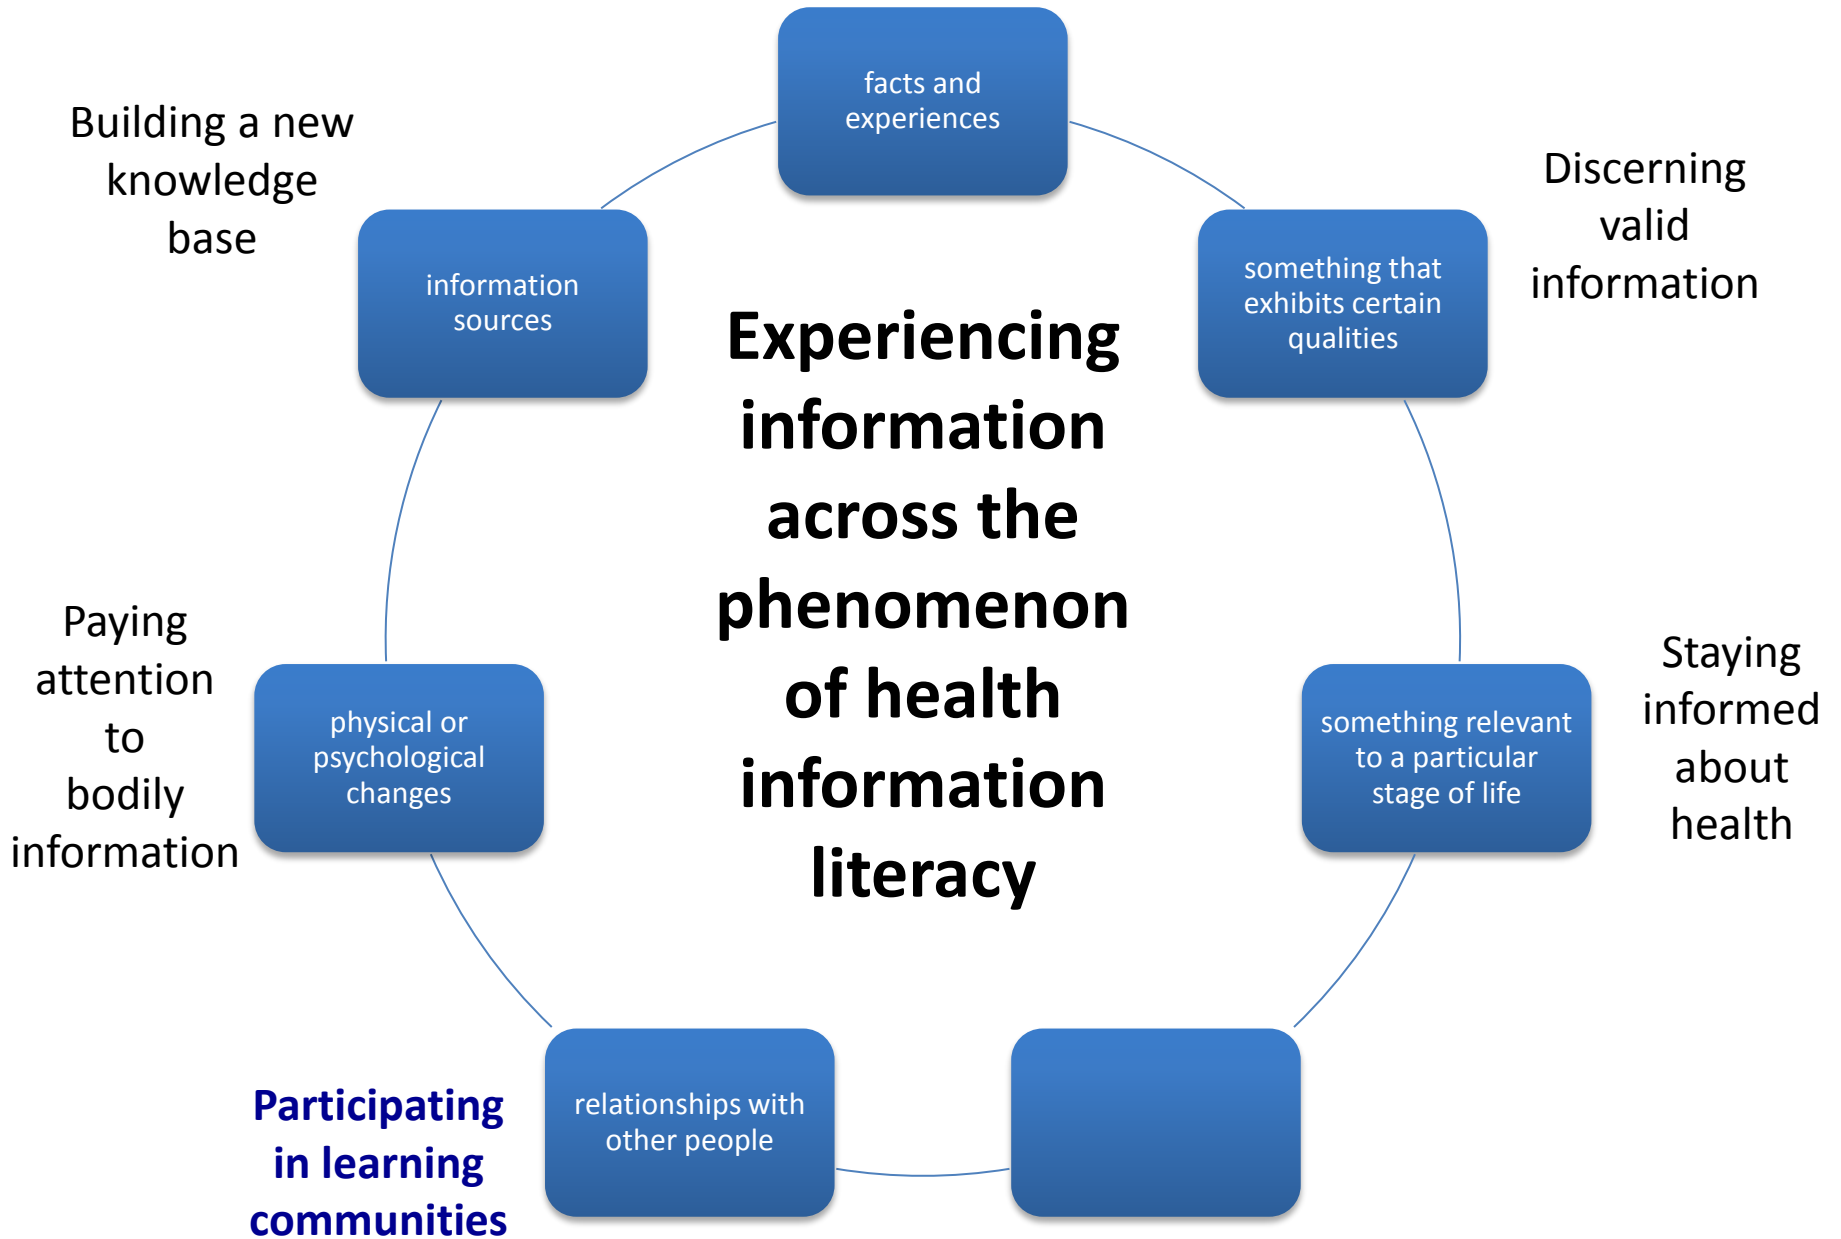 facts and
experiences
Building a new
knowledge
base
Discerning
valid
information
information
sources
something that
exhibits certain
qualities
Experiencing
information
across the
phenomenon
of health
information
literacy
Paying
attention
to
bodily
information
physical or
psychological
changes
something relevant
to a particular
stage of life
Staying
informed
about
health
Participating
in learning
communities
relationships with
other people